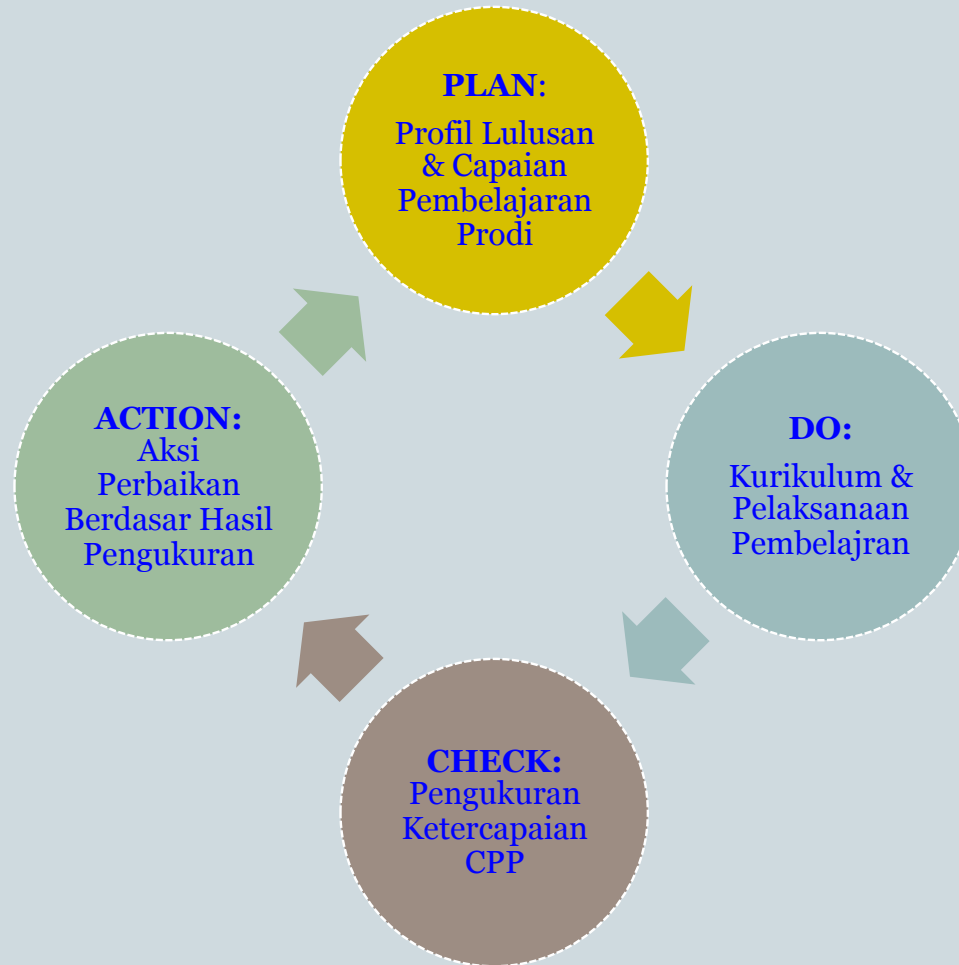 PLAN:
Profil Lulusan
& Capaian
Pembelajaran
Prodi
DO:
Kurikulum &
Pelaksanaan
Pembelajran
CHECK:
Pengukuran
Ketercapaian
CPP
ACTION:
Aksi
Perbaikan
Berdasar Hasil
Pengukuran